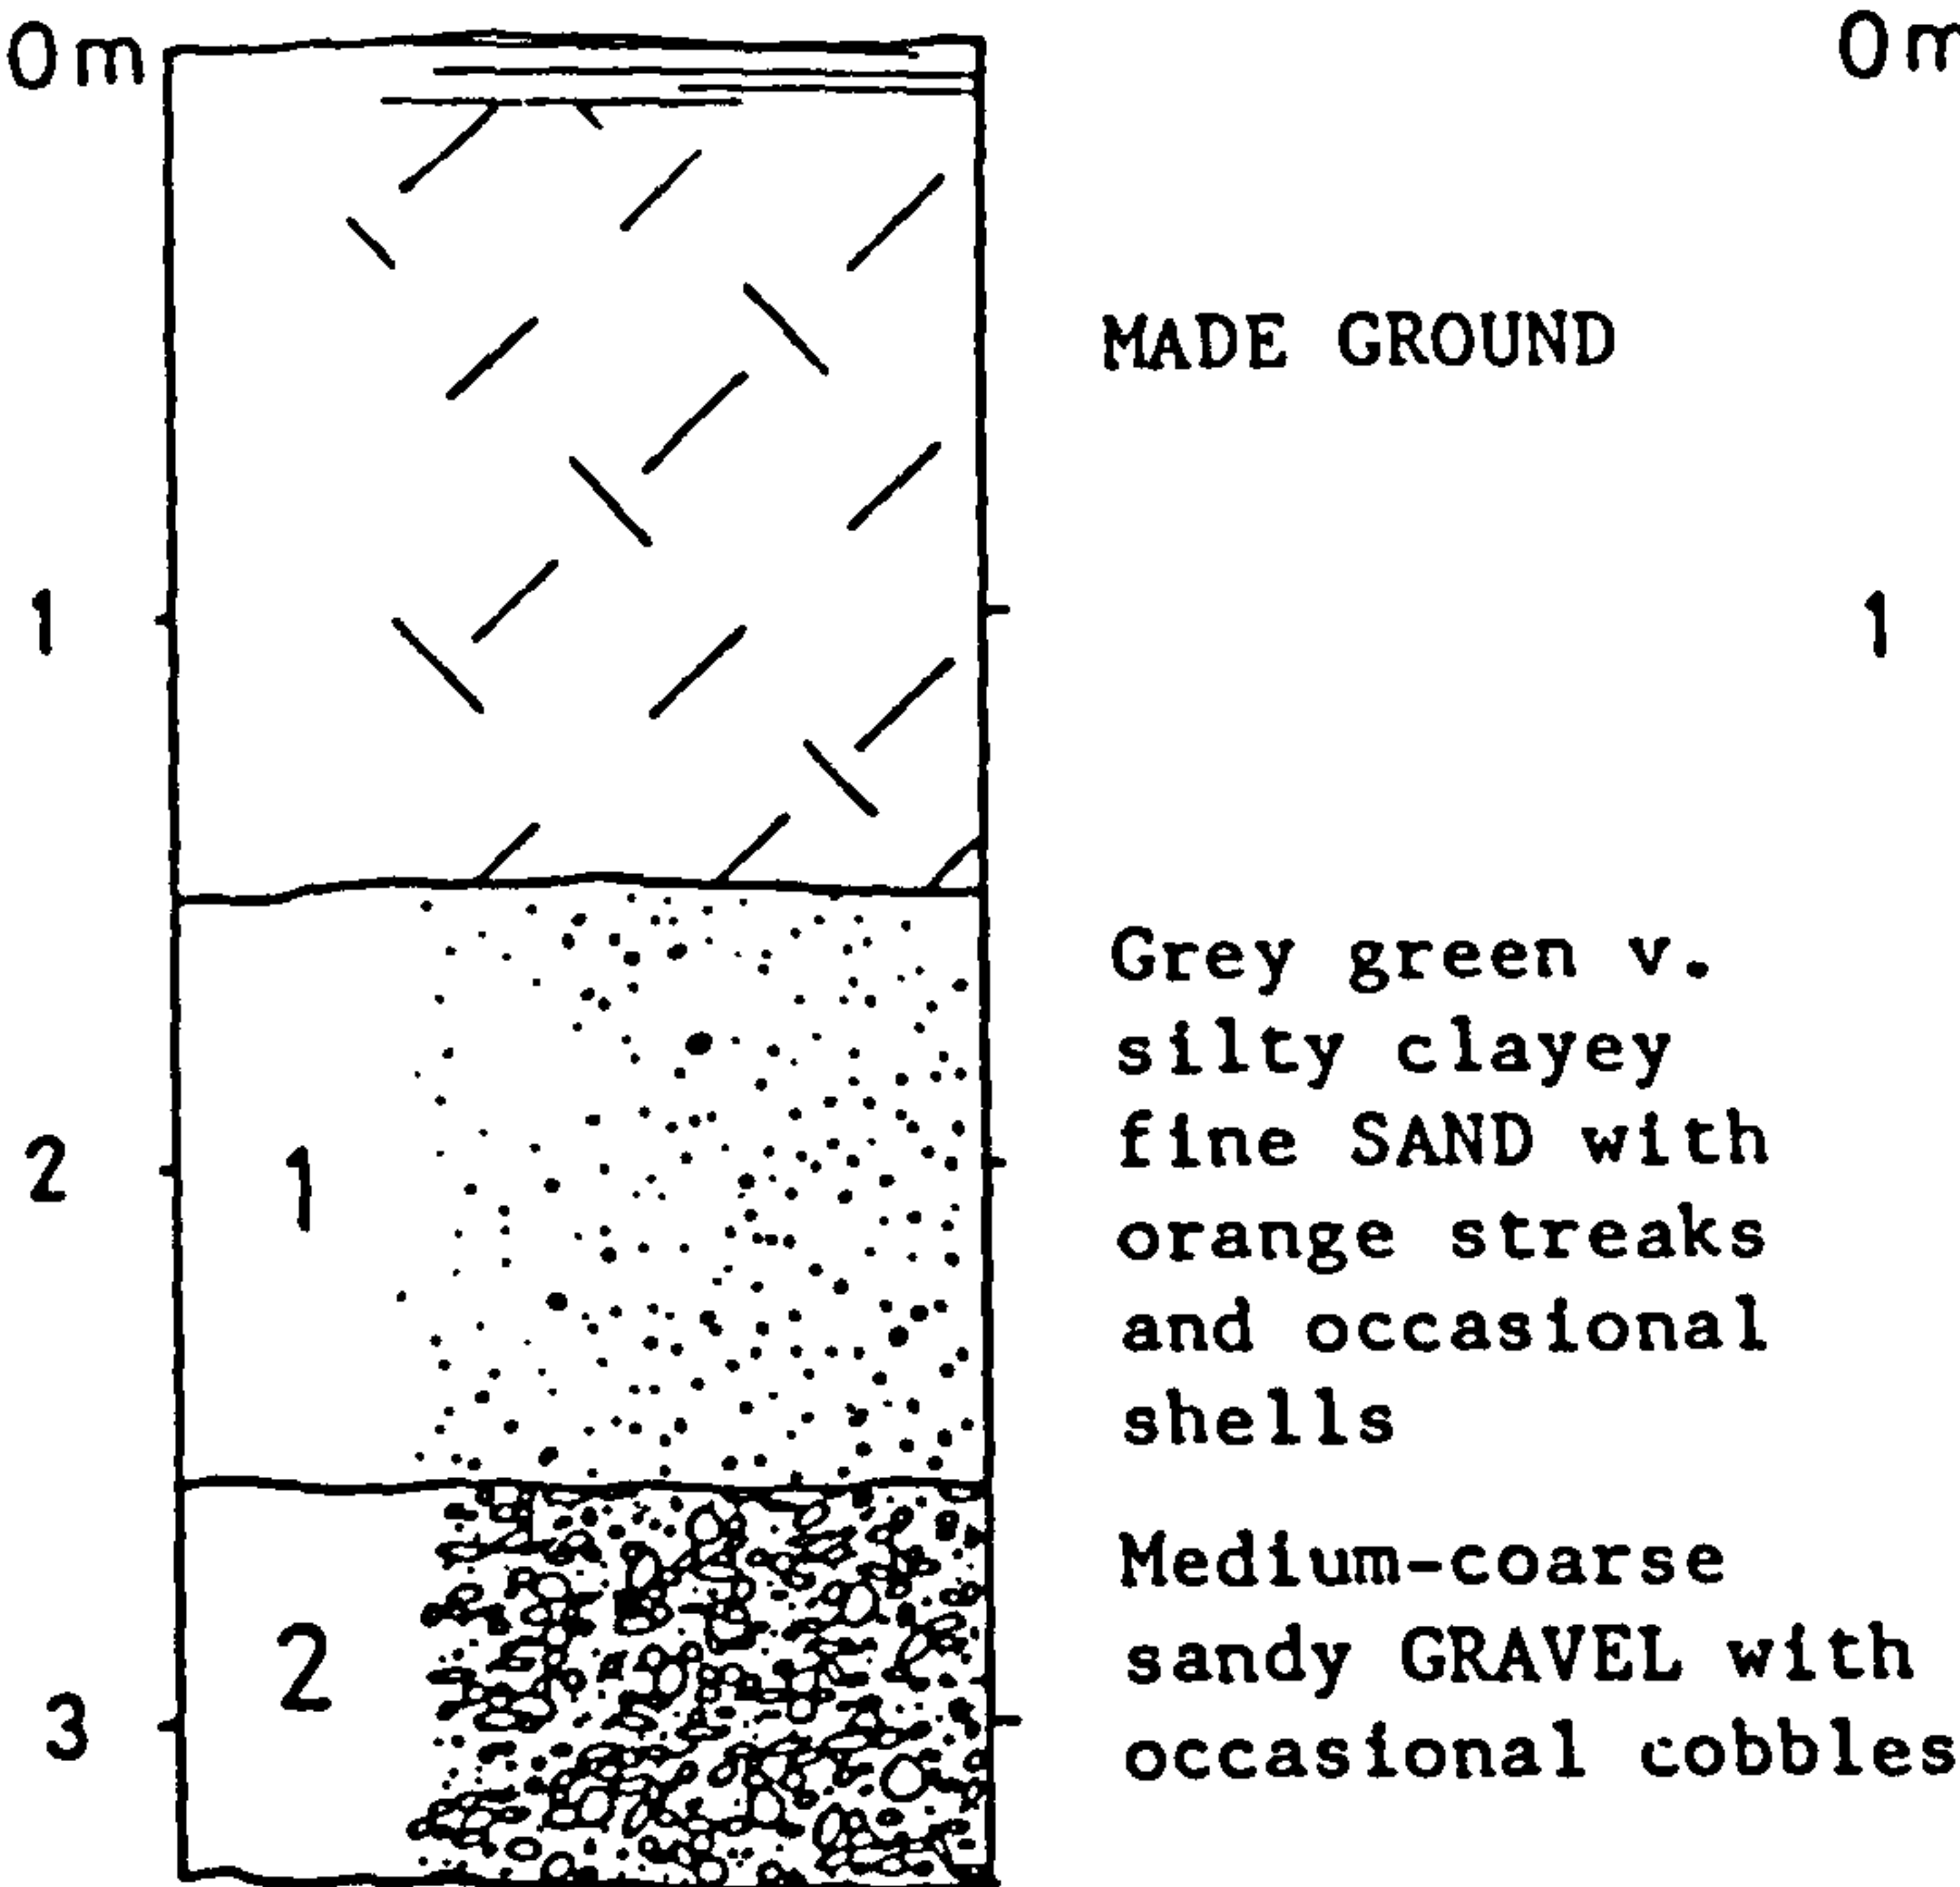 0m
0m
MADE GROUND
1
1
Grey green v.
silty clayey
fine SAND with
2
1
orange streaks
and occasional
shells
Medium-coarse
2
sandy GRAVEL with
3
occasional cobbles